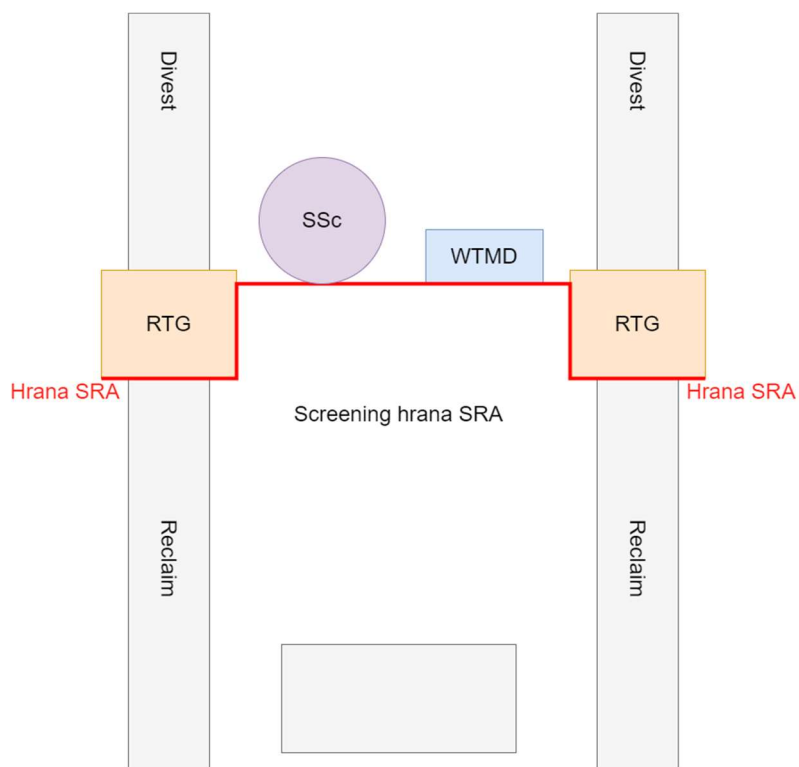 Divest
Divest
SSc
WTMD
RTG
RTG
Hrana SRA
Hrana SRA
Screening hrana SRA
Reclaim
Reclaim